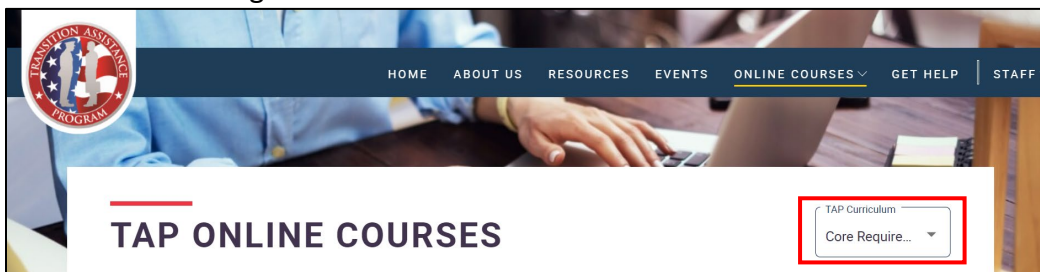 TRANSITION ASSISTANCE
PROGRAM
HOME ABOUT US RESOURCES EVENTS ONLINE COURSES GET HELP STAFF
TAP ONLINE COURSES
TAP Curriculum
Core Require...